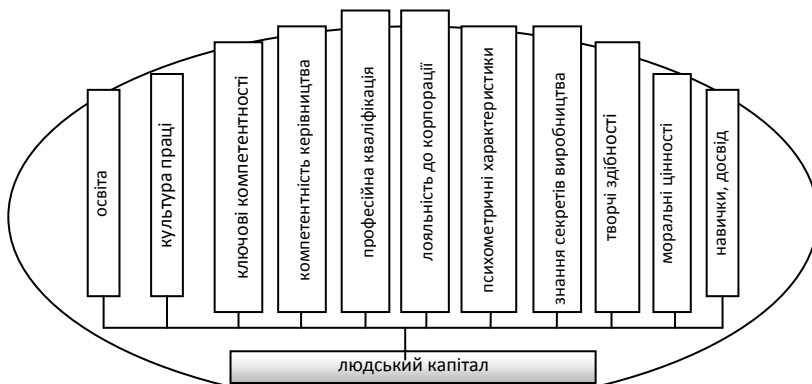 освіта
культура праці
ключові компетентності
компетентність керівництва
професійна кваліфікація
лояльність до корпорації
психометричні характеристики
знання секретів виробництва
творчі здібності
моральні цінності
навички, досвід
людський капітал